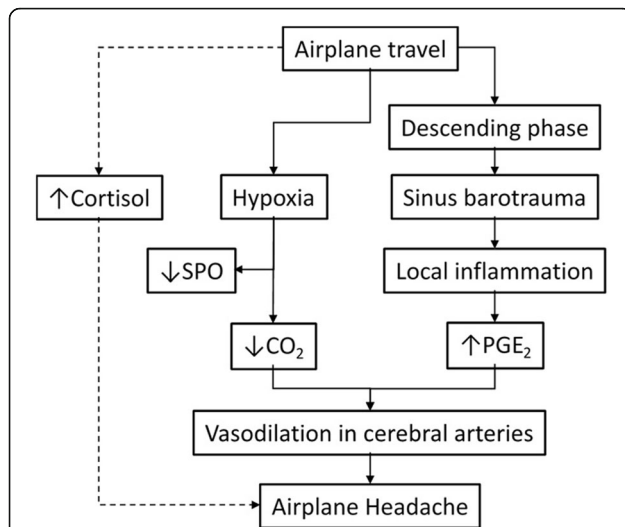 Airplane travel
Descending phase
↑Cortisol
Hypoxia
Sinus barotrauma
↓SPO
Local inflammation
↓CO₂
↑PGE₂
Vasodilation in cerebral arteries
Airplane Headache